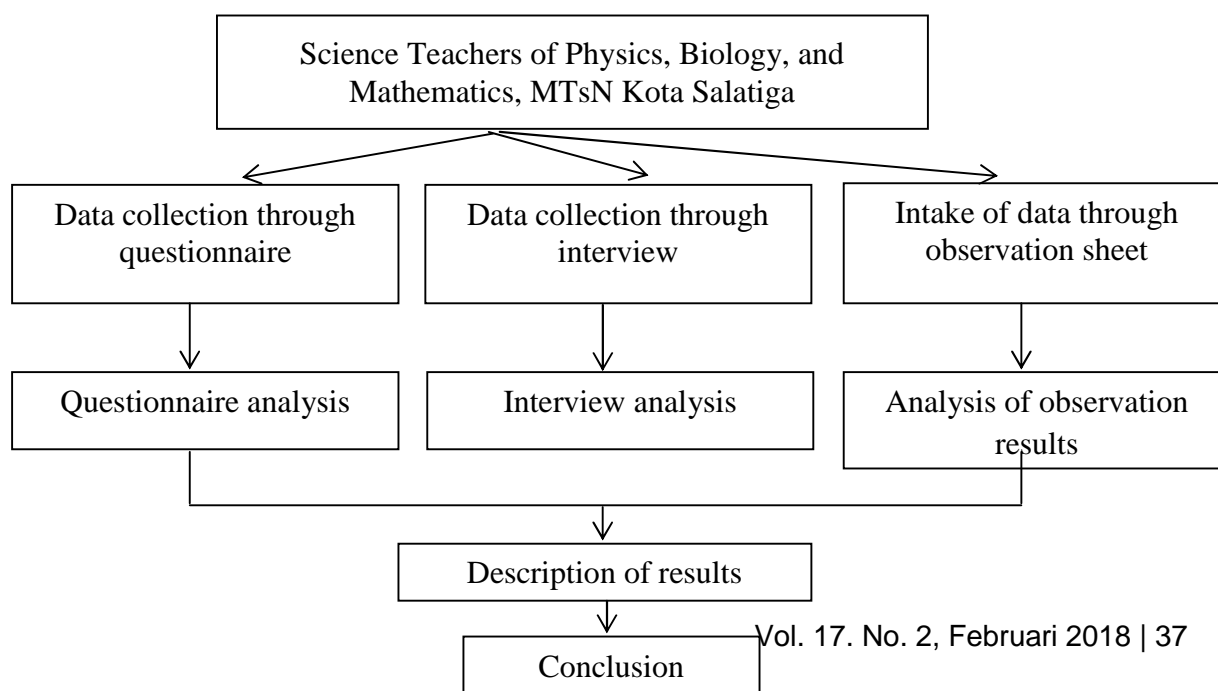 Science Teachers of Physics, Biology, and
Mathematics, MTsN Kota Salatiga
Data collection through
questionnaire
Data collection through
interview
Intake of data through
observation sheet
Questionnaire analysis
Interview analysis
Analysis of observation
results
Description of results
Conclusion
Vol. 17. No. 2, Februari 2018 | 37